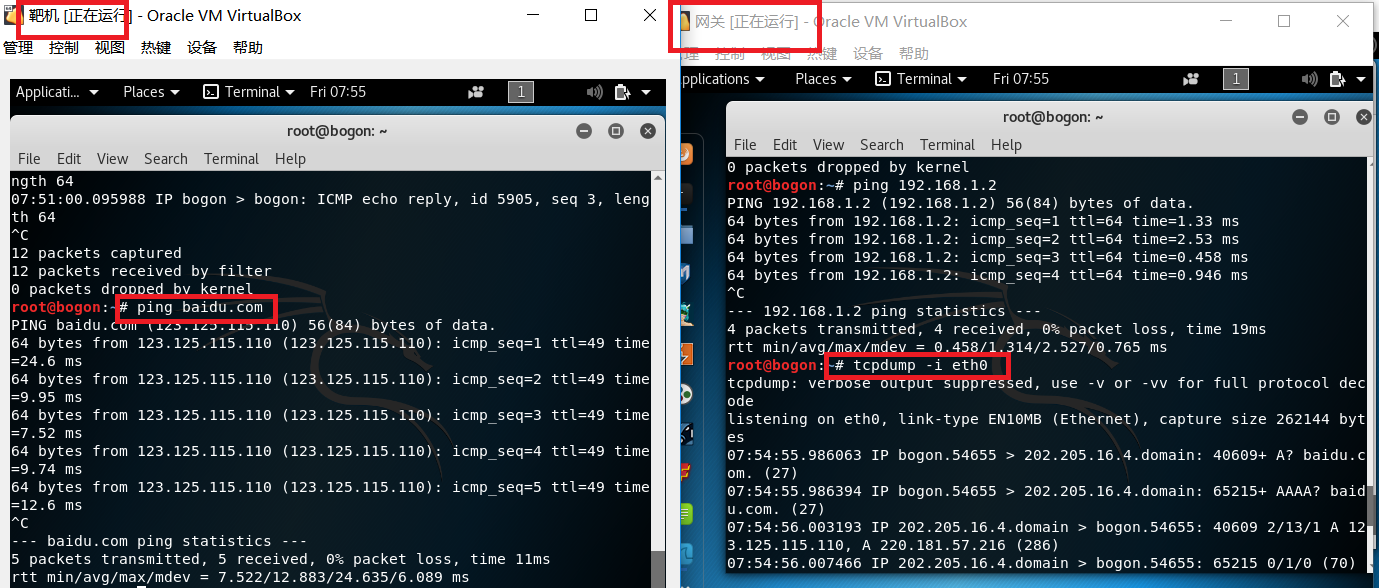 靶机 [正在运行] - Oracle VM VirtualBox
管理 控制 视图 热键 设备 帮助
Applicati... Places Terminal Fri 07:55 1
root@bogon: ~
File Edit View Search Terminal Help
ngth 64
07:51:00.095988 IP bogon > bogon: ICMP echo reply, id 5905, seq 3, leng
th 64
^C
12 packets captured
12 packets received by filter
0 packets dropped by kernel
root@bogon:~# ping baidu.com
PING baidu.com (123.125.115.110) 56(84) bytes of data.
64 bytes from 123.125.115.110 (123.125.115.110): icmp_seq=1 ttl=49 time
=24.6 ms
64 bytes from 123.125.115.110 (123.125.115.110): icmp_seq=2 ttl=49 time
=9.95 ms
64 bytes from 123.125.115.110 (123.125.115.110): icmp_seq=3 ttl=49 time
=7.52 ms
64 bytes from 123.125.115.110 (123.125.115.110): icmp_seq=4 ttl=49 time
=9.74 ms
64 bytes from 123.125.115.110 (123.125.115.110): icmp_seq=5 ttl=49 time
=12.6 ms
^C
--- baidu.com ping statistics ---
5 packets transmitted, 5 received, 0% packet loss, time 11ms
rtt min/avg/max/mdev = 7.522/12.883/24.635/6.089 ms
网关 [正在运行] - Oracle VM VirtualBox
理 控制 视图 热键 设备 帮助
pplications Places Terminal Fri 07:55 1
root@bogon: ~
File Edit View Search Terminal Help
0 packets dropped by kernel
root@bogon:~# ping 192.168.1.2
PING 192.168.1.2 (192.168.1.2) 56(84) bytes of data.
64 bytes from 192.168.1.2: icmp_seq=1 ttl=64 time=1.33 ms
64 bytes from 192.168.1.2: icmp_seq=2 ttl=64 time=2.53 ms
64 bytes from 192.168.1.2: icmp_seq=3 ttl=64 time=0.458 ms
64 bytes from 192.168.1.2: icmp_seq=4 ttl=64 time=0.946 ms
^C
--- 192.168.1.2 ping statistics ---
4 packets transmitted, 4 received, 0% packet loss, time 19ms
rtt min/avg/max/mdev = 0.458/1.314/2.527/0.765 ms
root@bogon:~# tcpdump -i eth0
tcpdump: verbose output suppressed, use -v or -vv for full protocol dec
ode
listening on eth0, link-type EN10MB (Ethernet), capture size 262144 byt
es
07:54:55.986063 IP bogon.54655 > 202.205.16.4.domain: 40609+ A? baidu.c
om. (27)
07:54:55.986394 IP bogon.54655 > 202.205.16.4.domain: 65215+ AAAA? baid
u.com. (27)
07:54:56.003193 IP 202.205.16.4.domain > bogon.54655: 40609 2/13/1 A 12
3.125.115.110, A 220.181.57.216 (286)
07:54:56.007466 IP 202.205.16.4.domain > bogon.54655: 65215 0/1/0 (70)